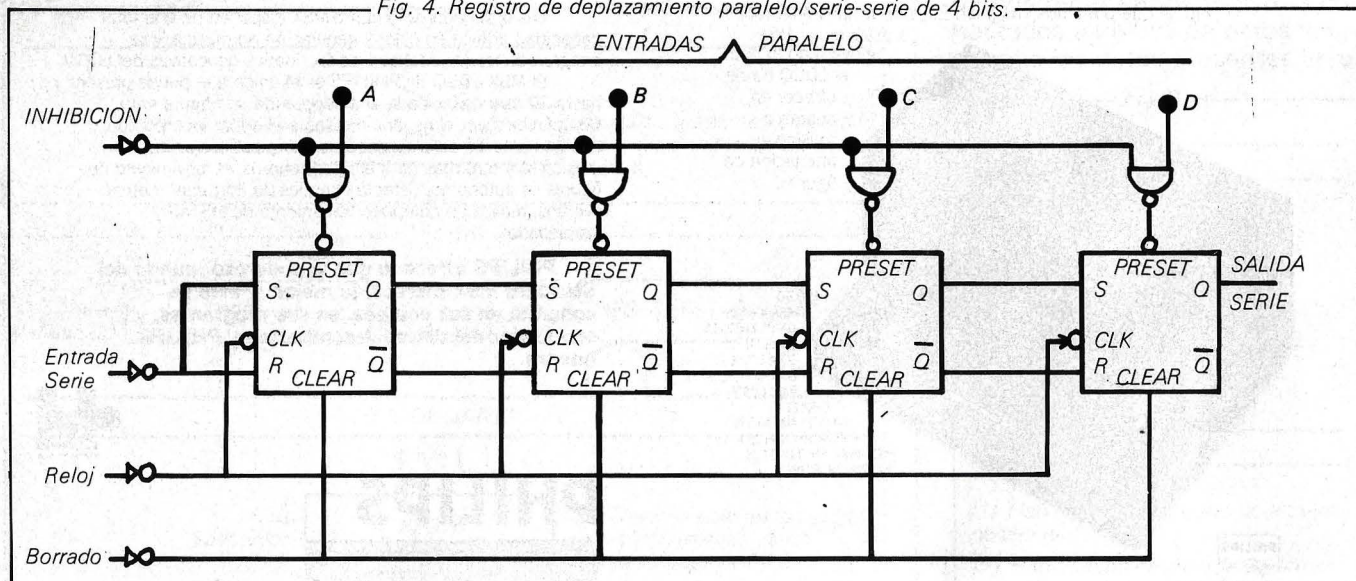 Fig. 4. Registro de deplazamiento paralelo/serie-serie de 4 bits.
ENTRADAS PARALELO
A
B
C
D
INHIBICION
PRESET
S Q
CLK
R Q
CLEAR
PRESET
S Q
CLK
R Q
CLEAR
PRESET
S Q
CLK
R Q
CLEAR
PRESET
S Q
CLK
R Q
CLEAR
SALIDA
SERIE
Entrada
Serie
Reloj
Borrado